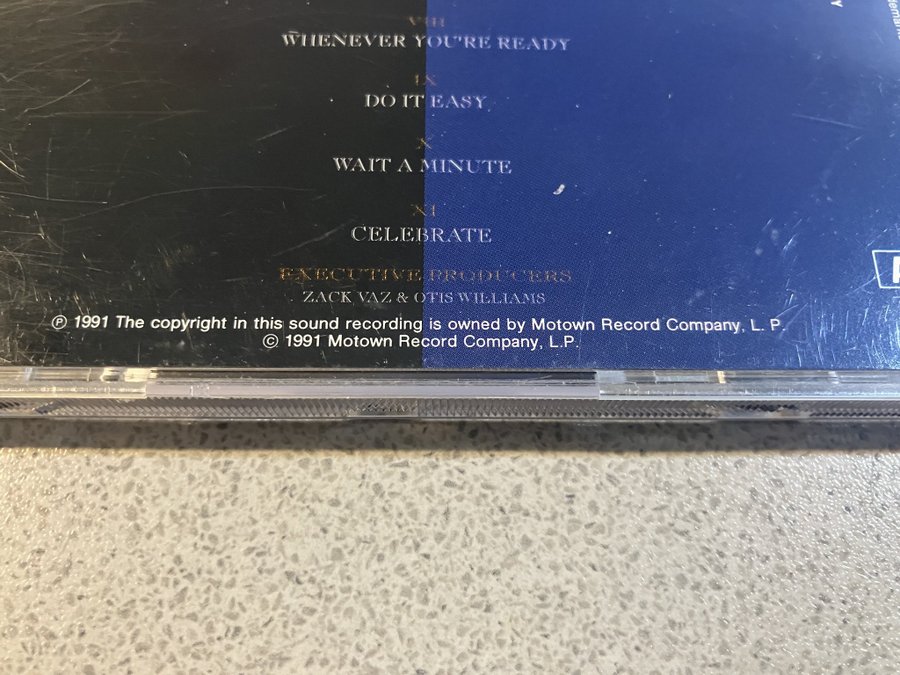 VIII
WHENEVER YOU'RE READY
IX
DO IT EASY
X
WAIT A MINUTE
XI
CELEBRATE
EXECUTIVE PRODUCERS
ZACK VAZ & OTIS WILLIAMS
℗ 1991 The copyright in this sound recording is owned by Motown Record Company, L. P.
© 1991 Motown Record Company, L.P.